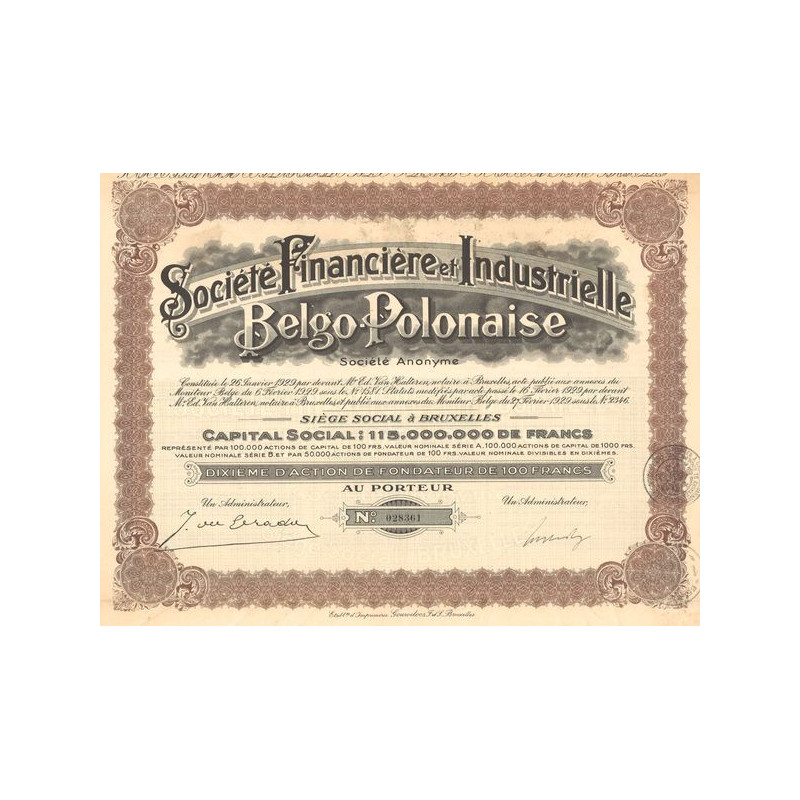 Société Financière et Industrielle
Belgo-Polonaise
Société Anonyme
Constituée le 26 Janvier 1929 par devant Me Ed. Van Halteren, notaire à Bruxelles, acte publié aux annexes du
Moniteur Belge du 6 Février 1929 sous le No 1581. Statuts modifiés par acte passé le 16 Février 1929 par devant
Me Ed. Van Halteren, notaire à Bruxelles, et publié aux annexes du Moniteur Belge du 27 Février 1929 sous le No 2346.
SIÈGE SOCIAL à BRUXELLES
CAPITAL SOCIAL: 115.000.000 DE FRANCS
REPRÉSENTÉ PAR 100.000 ACTIONS DE CAPITAL DE 100 FRS. VALEUR NOMINALE SÉRIE A, 100.000 ACTIONS DE CAPITAL DE 1000 FRS.
VALEUR NOMINALE SÉRIE B, ET PAR 50.000 ACTIONS DE FONDATEUR DE 100 FRS. VALEUR NOMINALE DIVISIBLES EN DIXIÈMES.
DIXIEME D'ACTION DE FONDATEUR DE 100 FRANCS
AU PORTEUR
Un Administrateur,
Un Administrateur,
No 028361
Etabts d'Imprimerie Bruxelles